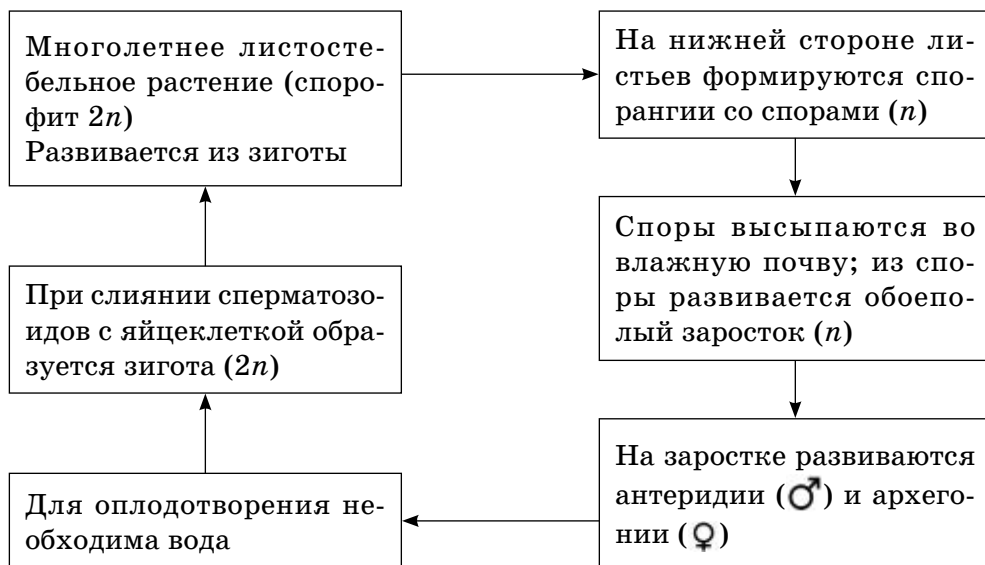 Многолетнее листосте-
бельное растение (споро-
фит 2n)
Развивается из зиготы
На нижней стороне ли-
стьев формируются спо-
рангии со спорами (n)
Споры высыпаются во
влажную почву; из спо-
ры развивается обоепо-
лый заросток (n)
На заростке развиваются
антеридии (♂) и архего-
нии (♀)
Для оплодотворения не-
обходима вода
При слиянии сперматозо-
идов с яйцеклеткой обра-
зуется зигота (2n)